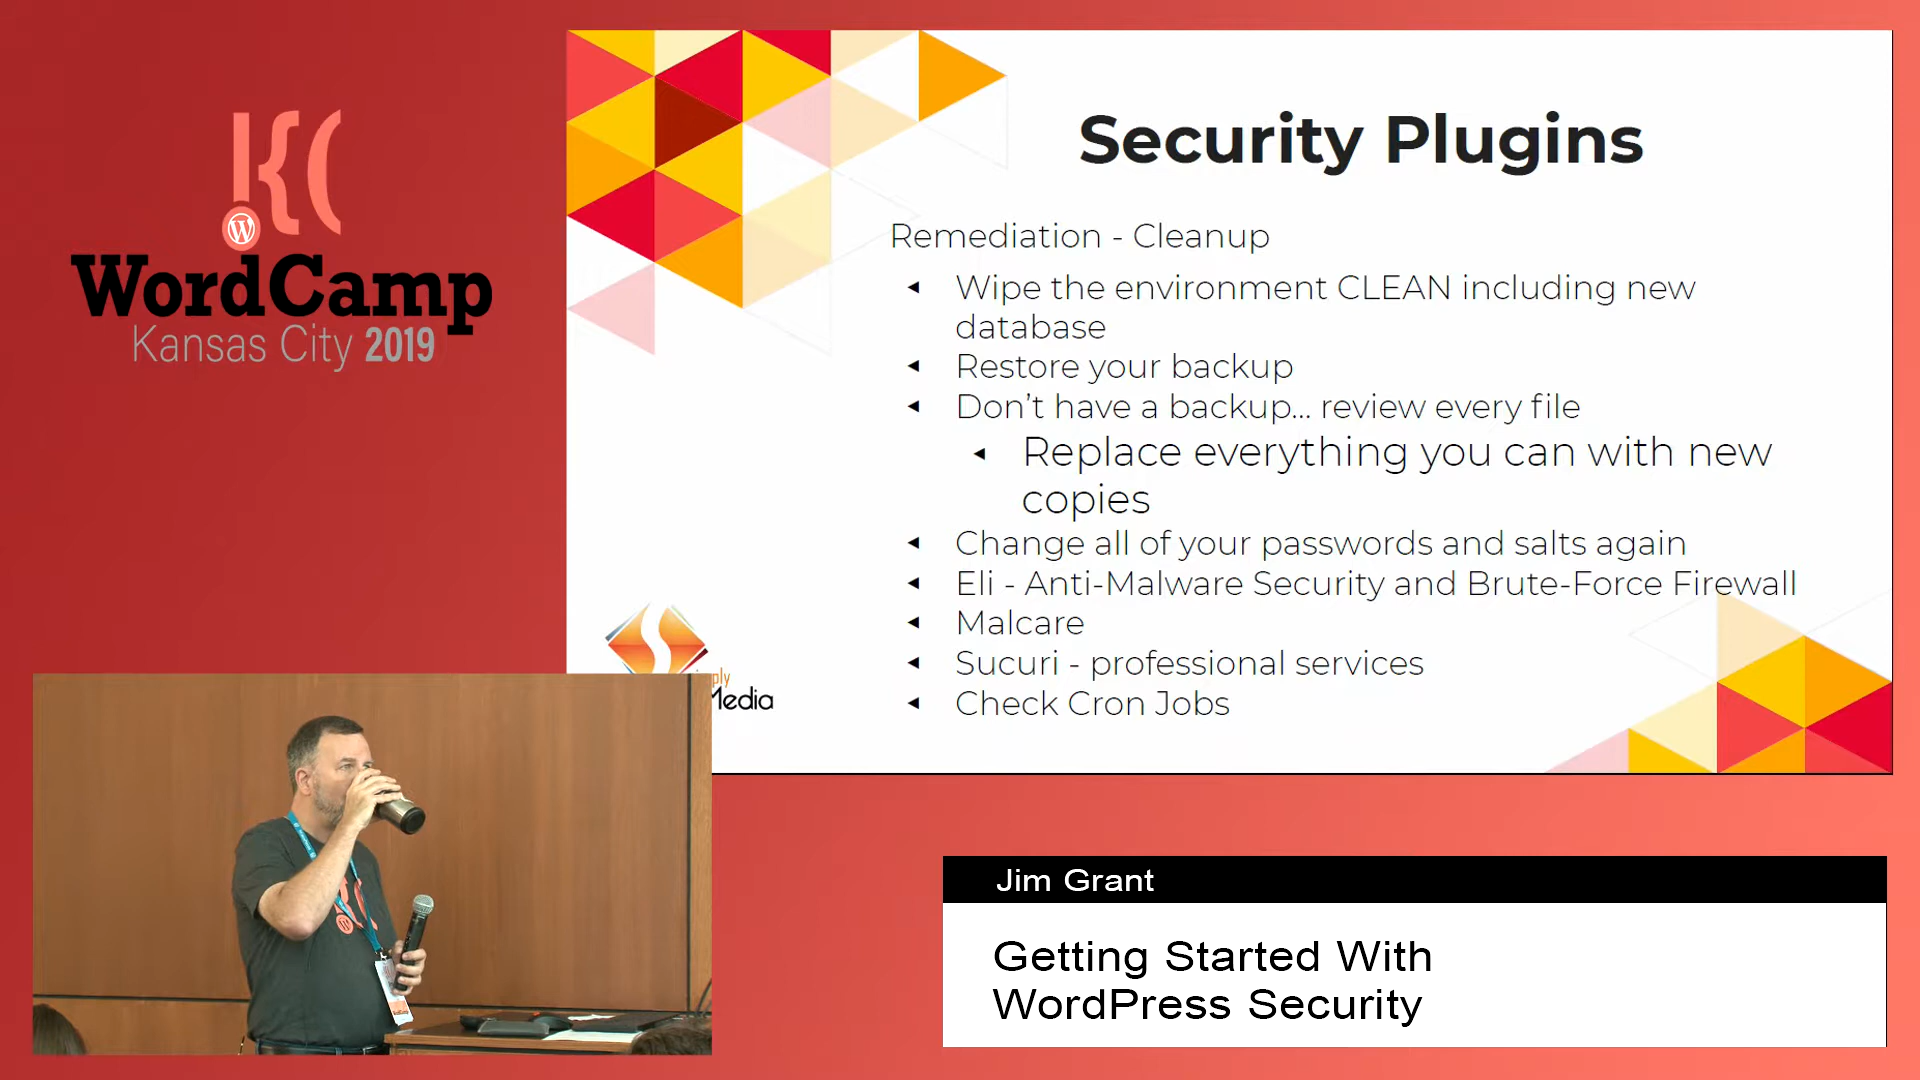 K(
WordCamp
Kansas City 2019
Security Plugins
Remediation - Cleanup
Wipe the environment CLEAN including new
database
Restore your backup
Don't have a backup... review every file
Replace everything you can with new
copies
Change all of your passwords and salts again
Eli - Anti-Malware Security and Brute-Force Firewall
Malcare
Sucuri - professional services
Check Cron Jobs
ply
Media
Jim Grant
Getting Started With
WordPress Security